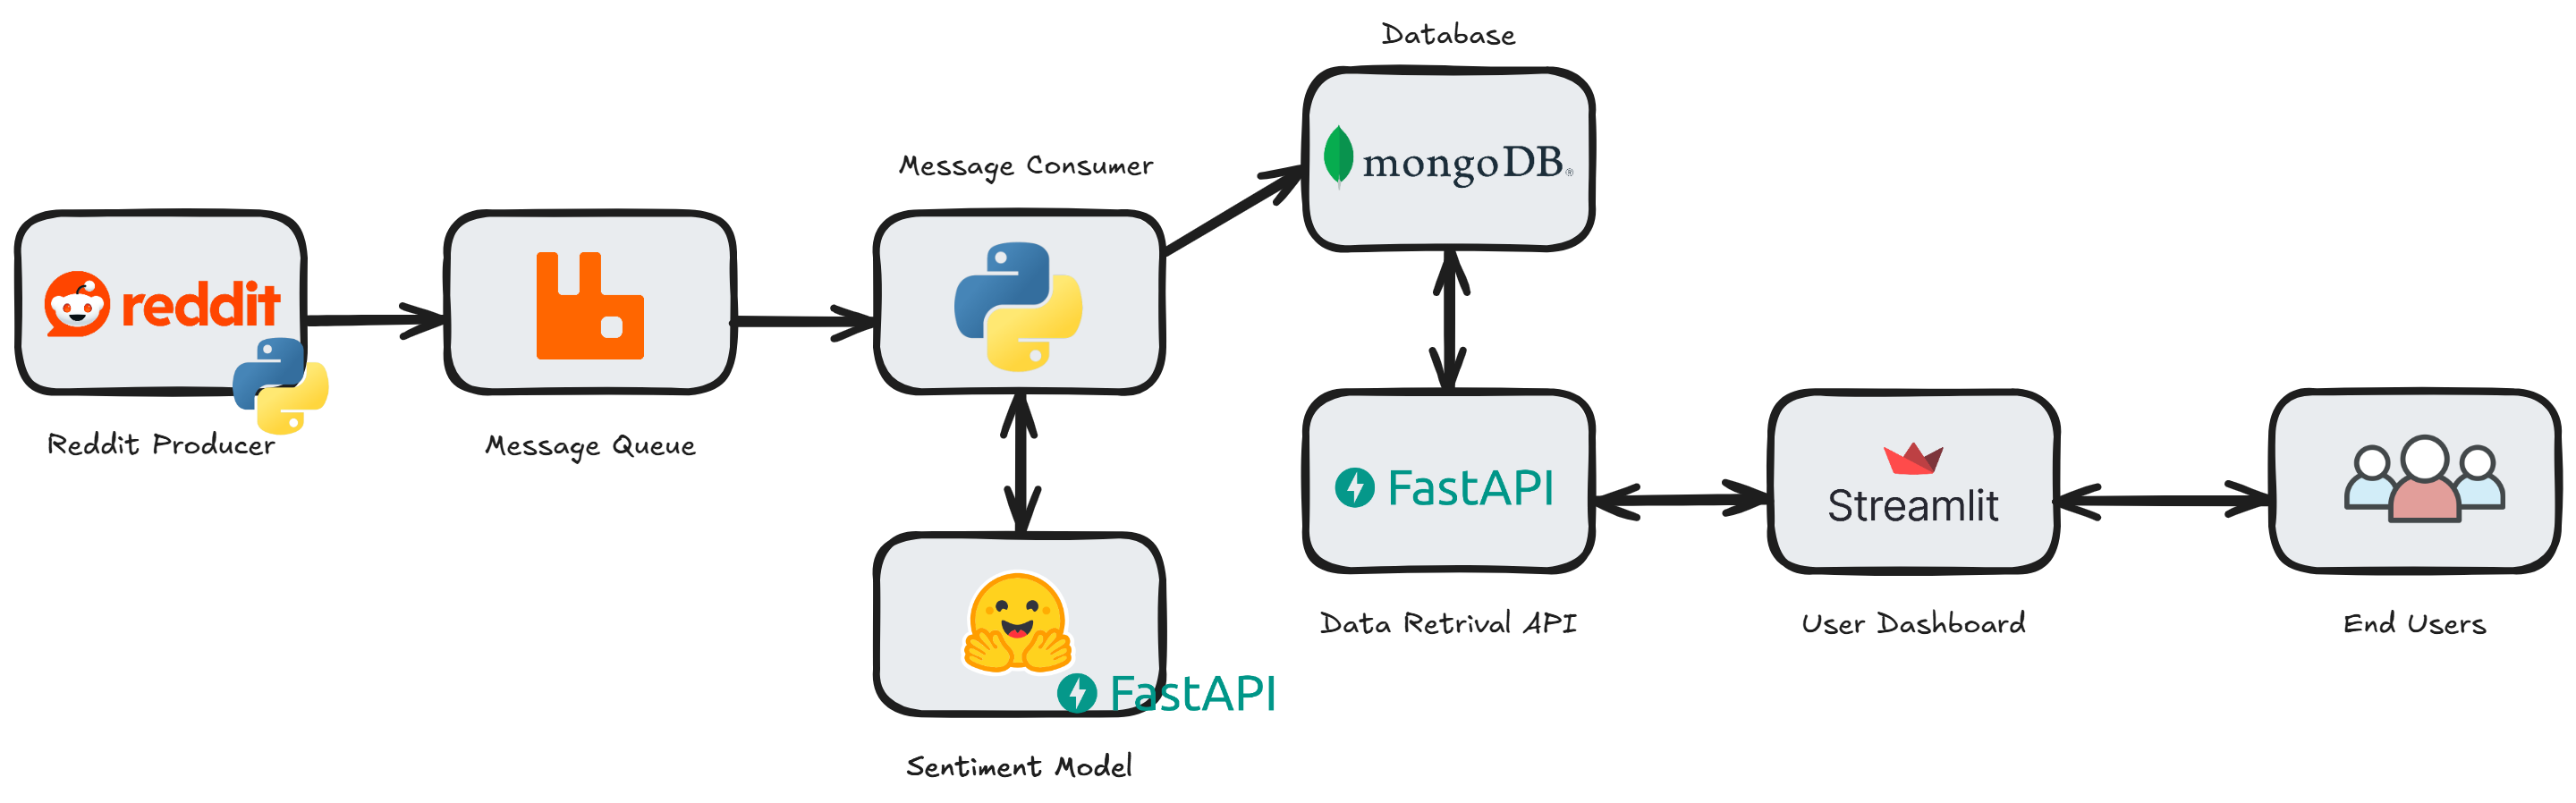 Database
mongoDB®
Message Consumer
reddit
Reddit Producer
Message Queue
FastAPI
Streamlit
Data Retrival API
User Dashboard
End Users
FastAPI
Sentiment Model